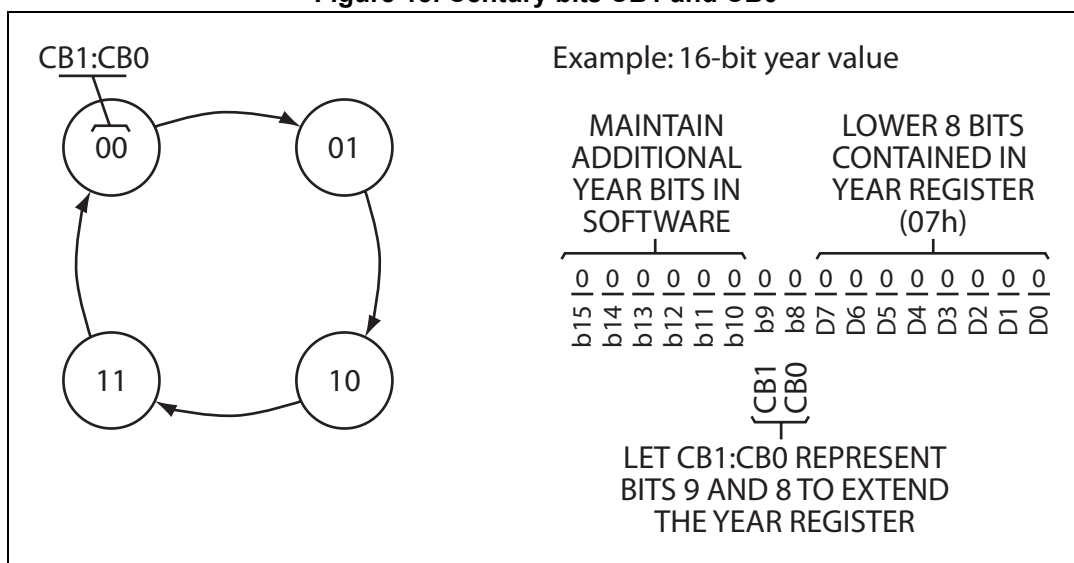 Figure Century bits CB1 and CB0
CB1:CB0
00
01
11
10
Example: 16-bit year value
MAINTAIN
ADDITIONAL
YEAR BITS IN
SOFTWARE
LOWER 8 BITS
CONTAINED IN
YEAR REGISTER
(07h)
0 0 0 0 0 0 0 0 0 0 0 0 0 0 0 0
b15 b14 b13 b12 b11 b10 b9 b8 D7 D6 D5 D4 D3 D2 D1 D0
CB1
CB0
LET CB1:CB0 REPRESENT
BITS 9 AND 8 TO EXTEND
THE YEAR REGISTER